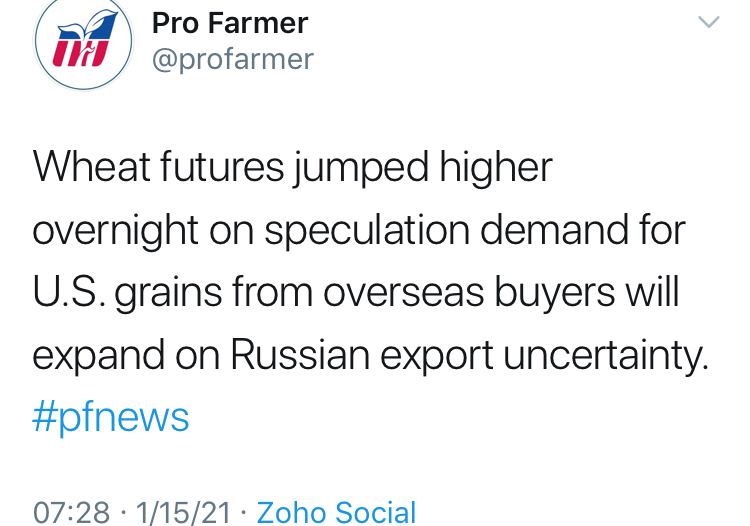 Pro Farmer
@profarmer
Wheat futures jumped higher
overnight on speculation demand for
U.S. grains from overseas buyers will
expand on Russian export uncertainty.
#pfnews
07:28 · 1/15/21 · Zoho Social